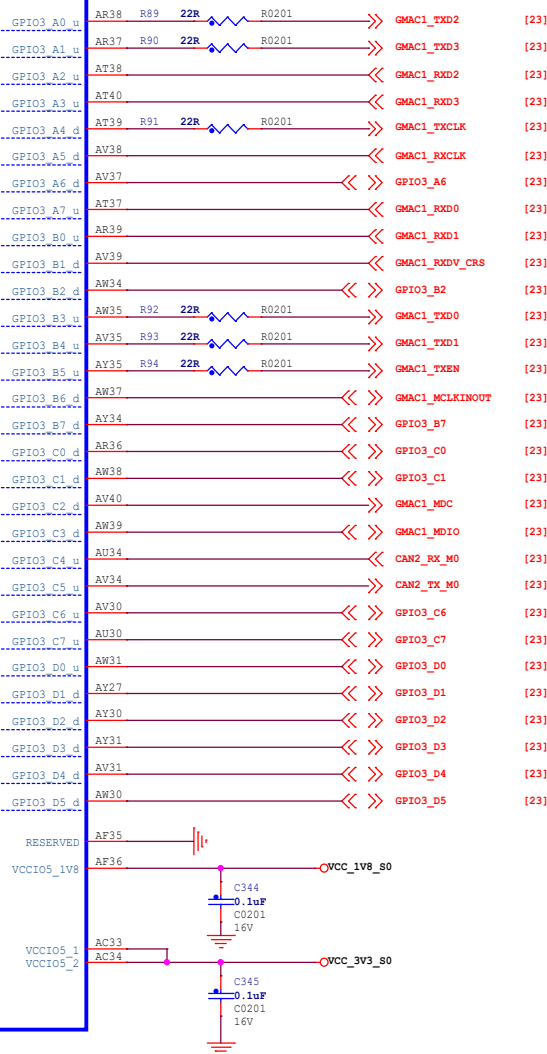 GPIO3_A0_u AR38 R89 22R R0201 GMAC1_TXD2 [23]
GPIO3_A1_u AR37 R90 22R R0201 GMAC1_TXD3 [23]
GPIO3_A2_u AT38 GMAC1_RXD2 [23]
GPIO3_A3_u AT40 GMAC1_RXD3 [23]
GPIO3_A4_d AT39 R91 22R R0201 GMAC1_TXCLK [23]
GPIO3_A5_d AV38 GMAC1_RXCLK [23]
GPIO3_A6_d AV37 GPIO3_A6 [23]
GPIO3_A7_u AT37 GMAC1_RXD0 [23]
GPIO3_B0_u AR39 GMAC1_RXD1 [23]
GPIO3_B1_d AV39 GMAC1_RXDV_CRS [23]
GPIO3_B2_d AW34 GPIO3_B2 [23]
GPIO3_B3_u AW35 R92 22R R0201 GMAC1_TXD0 [23]
GPIO3_B4_u AV35 R93 22R R0201 GMAC1_TXD1 [23]
GPIO3_B5_u AY35 R94 22R R0201 GMAC1_TXEN [23]
GPIO3_B6_d AW37 GMAC1_MCLKINOUT [23]
GPIO3_B7_d AY34 GPIO3_B7 [23]
GPIO3_C0_d AR36 GPIO3_C0 [23]
GPIO3_C1_d AW38 GPIO3_C1 [23]
GPIO3_C2_d AV40 GMAC1_MDC [23]
GPIO3_C3_d AW39 GMAC1_MDIO [23]
GPIO3_C4_u AU34 CAN2_RX_M0 [23]
GPIO3_C5_u AV34 CAN2_TX_M0 [23]
GPIO3_C6_u AV30 GPIO3_C6 [23]
GPIO3_C7_u AU30 GPIO3_C7 [23]
GPIO3_D0_u AW31 GPIO3_D0 [23]
GPIO3_D1_d AY27 GPIO3_D1 [23]
GPIO3_D2_d AY30 GPIO3_D2 [23]
GPIO3_D3_d AY31 GPIO3_D3 [23]
GPIO3_D4_d AV31 GPIO3_D4 [23]
GPIO3_D5_d AW30 GPIO3_D5 [23]
RESERVED AF35
VCCIO5_1V8 AF36 VCC_1V8_S0
C344
0.1uF
C0201
16V
VCCIO5_1 AC33
VCCIO5_2 AC34 VCC_3V3_S0
C345
0.1uF
C0201
16V